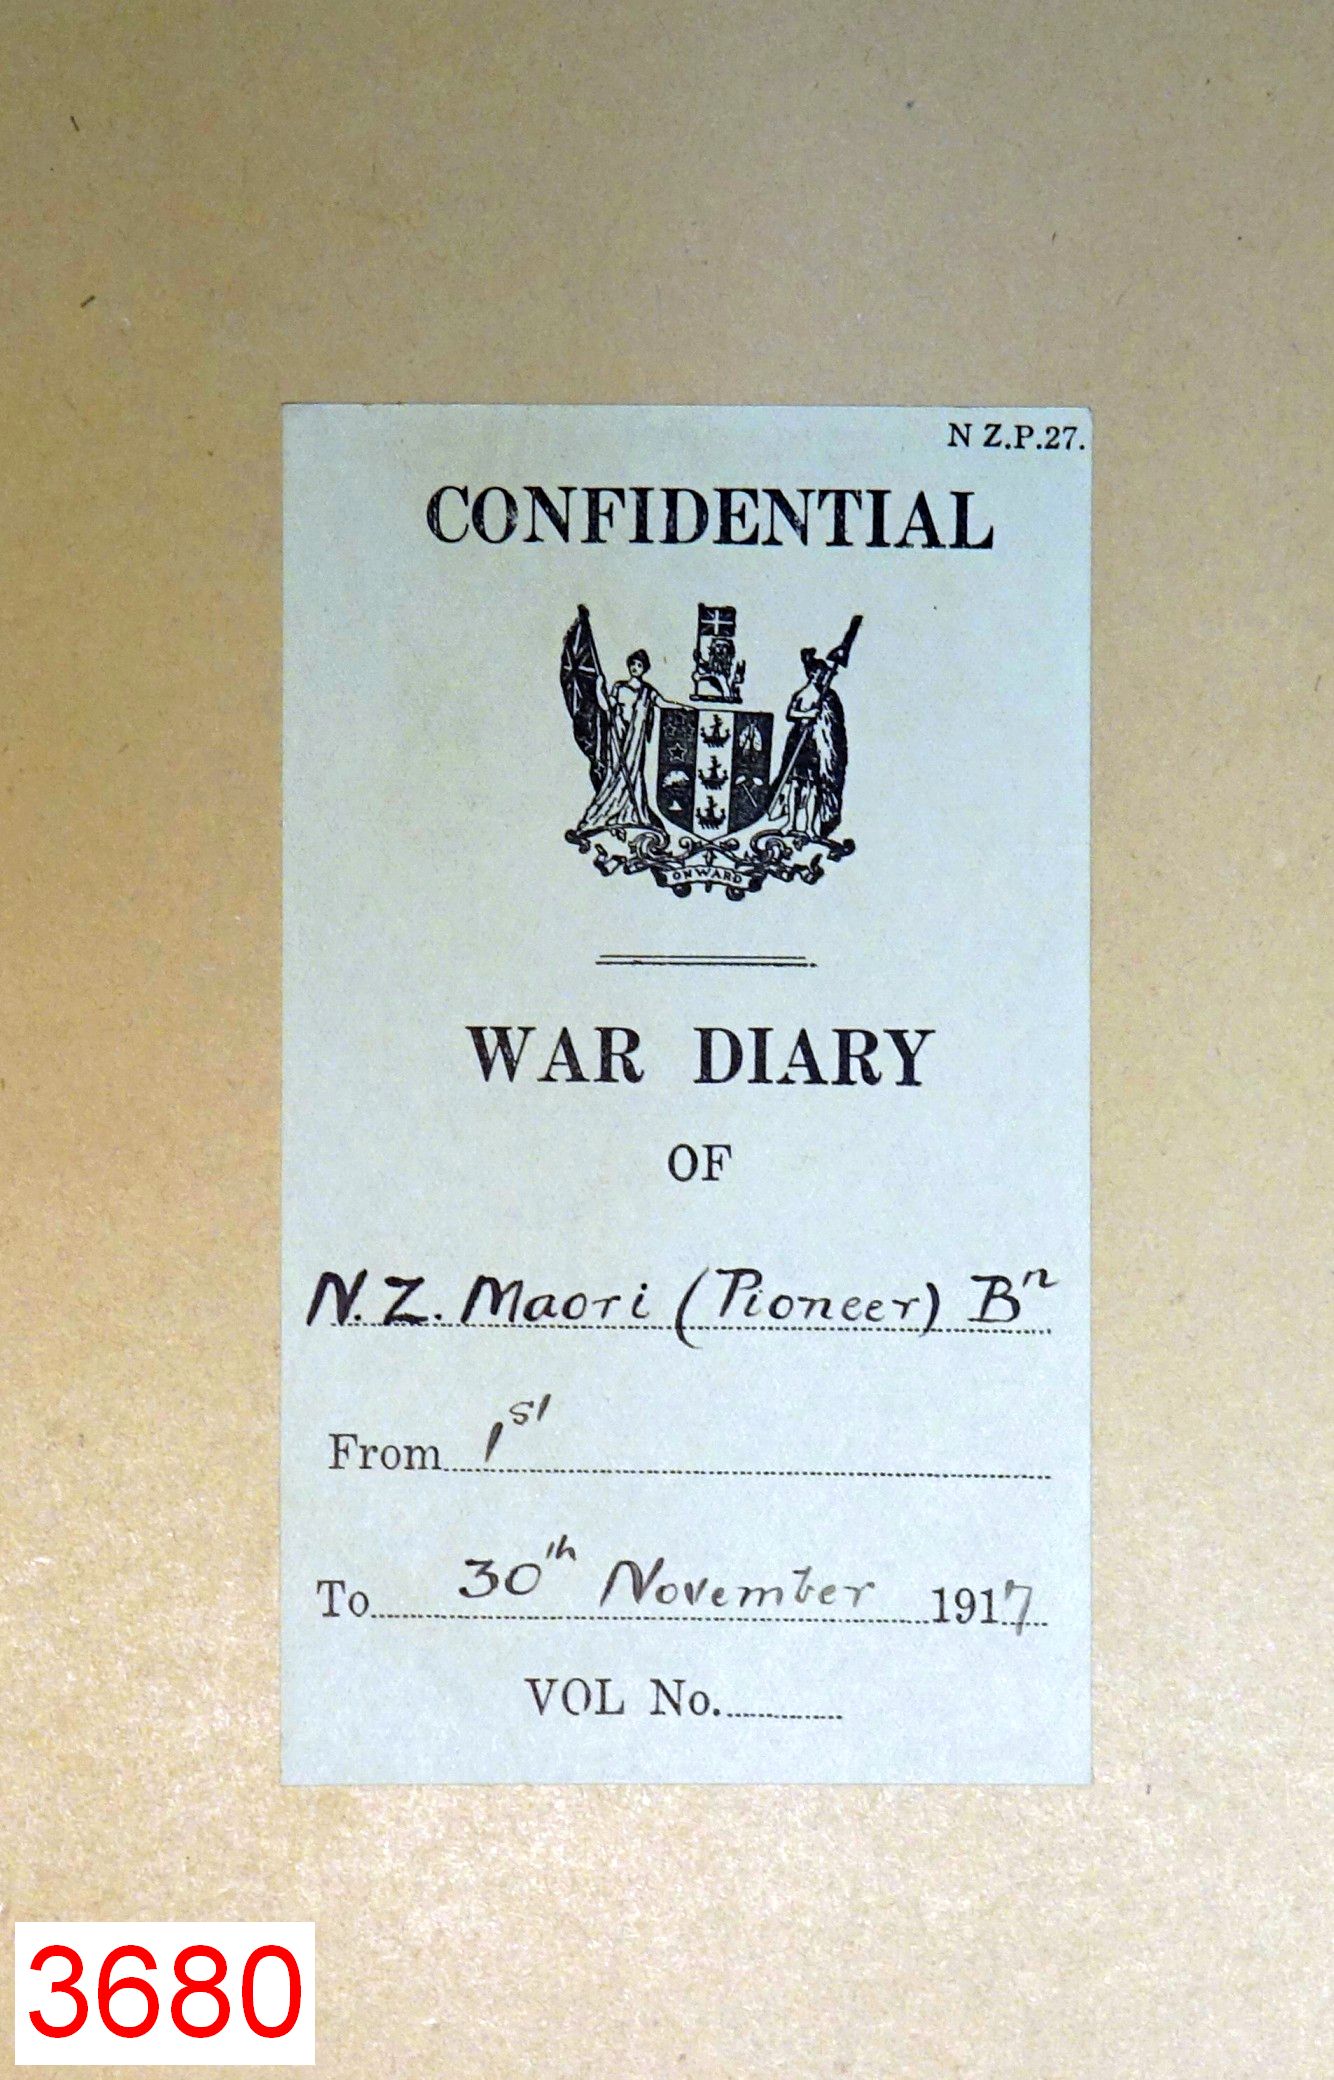 N Z.P.27.
CONFIDENTIAL
ONWARD
WAR DIARY
OF
N.Z. Maori (Pioneer) Bn
From 1st
To 30th November 1917
VOL No.
3680